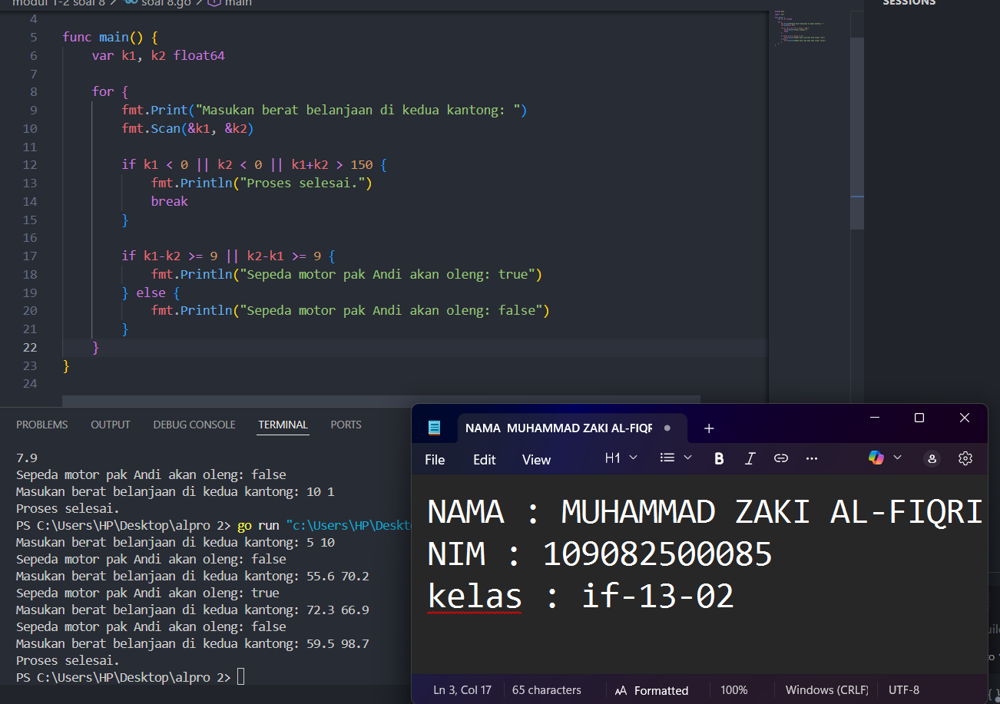 modul 1-2 soal 8 > soal 8.go > main
SESSIONS
4
5 func main() {
6 var k1, k2 float64
7
8 for {
9 fmt.Print("Masukan berat belanjaan di kedua kantong: ")
10 fmt.Scan(&k1, &k2)
11
12 if k1 < 0 || k2 < 0 || k1+k2 > 150 {
13 fmt.Println("Proses selesai.")
14 break
15 }
16
17 if k1-k2 >= 9 || k2-k1 >= 9 {
18 fmt.Println("Sepeda motor pak Andi akan oleng: true")
19 } else {
20 fmt.Println("Sepeda motor pak Andi akan oleng: false")
21 }
22 }
23 }
24
PROBLEMS OUTPUT DEBUG CONSOLE TERMINAL PORTS
7.9
Sepeda motor pak Andi akan oleng: false
Masukan berat belanjaan di kedua kantong: 10 1
Proses selesai.
PS C:\Users\HP\Desktop\alpro 2> go run "c:\Users\HP\Deskto
Masukan berat belanjaan di kedua kantong: 5 10
Sepeda motor pak Andi akan oleng: false
Masukan berat belanjaan di kedua kantong: 55.6 70.2
Sepeda motor pak Andi akan oleng: true
Masukan berat belanjaan di kedua kantong: 72.3 66.9
Sepeda motor pak Andi akan oleng: false
Masukan berat belanjaan di kedua kantong: 59.5 98.7
Proses selesai.
PS C:\Users\HP\Desktop\alpro 2>
NAMA MUHAMMAD ZAKI AL-FIQR
File Edit View H1 B I
NAMA : MUHAMMAD ZAKI AL-FIQRI
NIM : 109082500085
kelas : if-13-02
Ln 3, Col 17 65 characters AA Formatted 100% Windows (CRLF) UTF-8